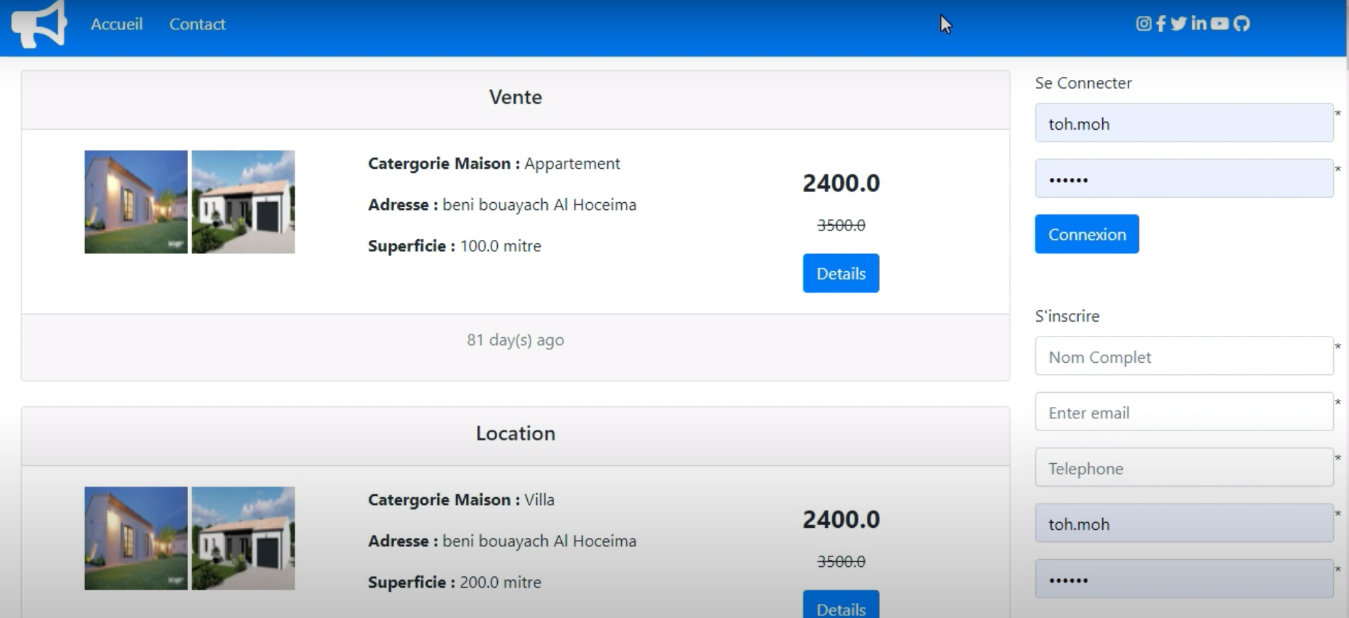 Accueil Contact
Vente
Catergorie Maison : Appartement
Adresse : beni bouayach Al Hoceima
Superficie : 100.0 mitre
2400.0
3500.0
Details
81 day(s) ago
Location
Catergorie Maison : Villa
Adresse : beni bouayach Al Hoceima
Superficie : 200.0 mitre
2400.0
3500.0
Details
Se Connecter
toh.moh *
•••••• *
Connexion
S'inscrire
Nom Complet *
Enter email *
Telephone *
toh.moh *
•••••• *